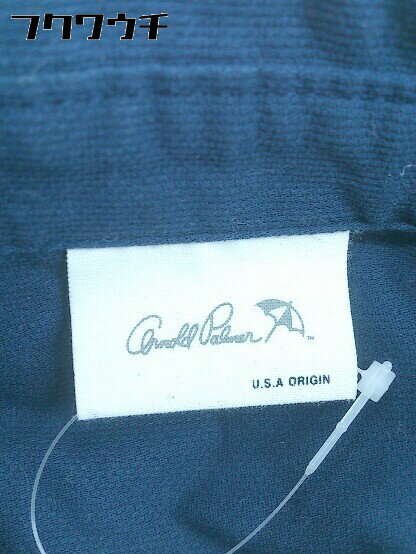 フクワウチ
Arnold Palmer
™
U.S.A ORIGIN